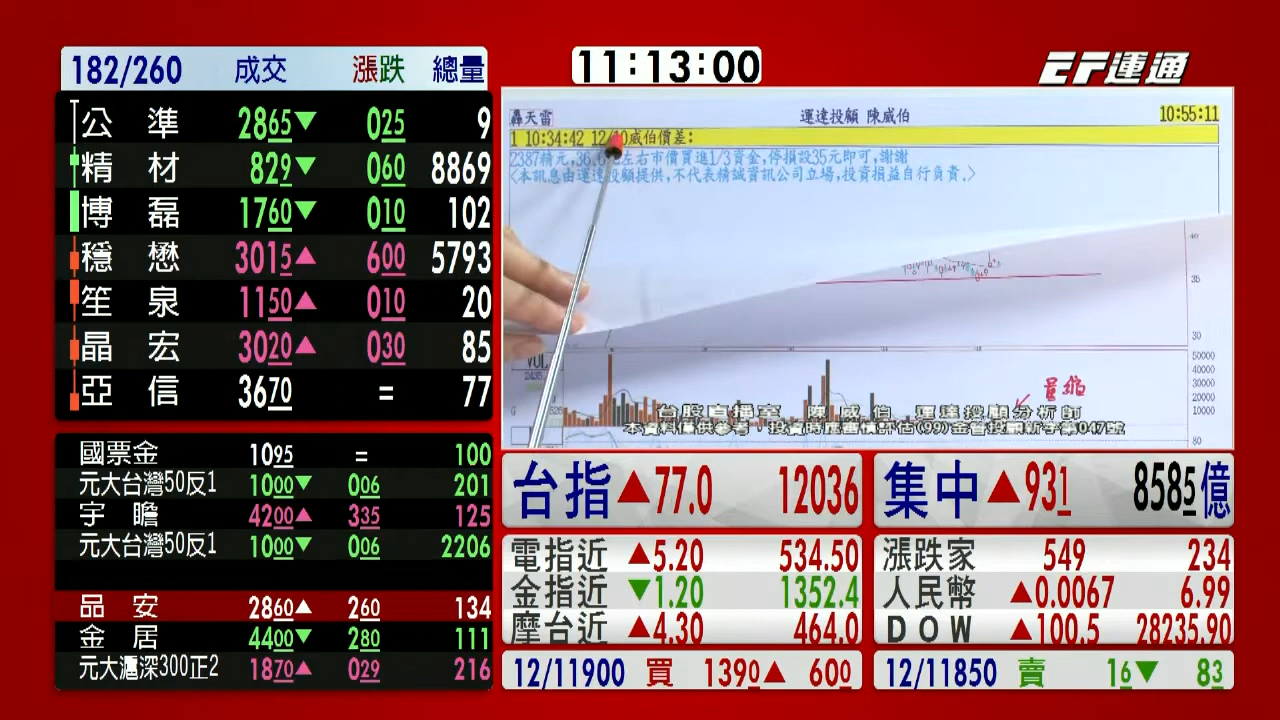 182/260 成交 漲跌 總量
公準 2865▼ 025 9
精材 829▼ 060 8869
博磊 1760▼ 010 102
穩懋 3015▲ 600 5793
笙泉 1150▲ 010 20
晶宏 3020▲ 030 85
亞信 3670 = 77
國票金 1095 = 100
元大台灣50反1 1000▼ 006 201
宇瞻 4200▲ 335 125
元大台灣50反1 1000▼ 006 2206
品安 2860▲ 260 134
金居 4400▼ 280 111
元大滬深300正2 1870▲ 029 216
11:13:00
EF運通
轟天雷 運達投顧 陳威伯 10:55:11
1 10:34:42 12/10威伯價差:
2387精元,36.6元左右市價買進1/3資金,停損設35元即可,謝謝
<本訊息由運達投顧提供,不代表精誠資訊公司立場,投資損益自行負責.>
40
35
30
VOL
50000
40000
30000
20000
10000
80
量縮
台股直播室 陳威伯 運達投顧分析師
本資料僅供參考,投資時應審慎評估(99)金管投顧新字第047號
台指▲77.0 12036
電指近 ▲5.20 534.50
金指近 ▼1.20 1352.4
摩台近 ▲4.30 464.0
12/11900 買 1390▲ 600
集中▲931 8585億
漲跌家 549 234
人民幣 ▲0.0067 6.99
DOW ▲100.5 28235.90
12/11850 賣 16▼ 83